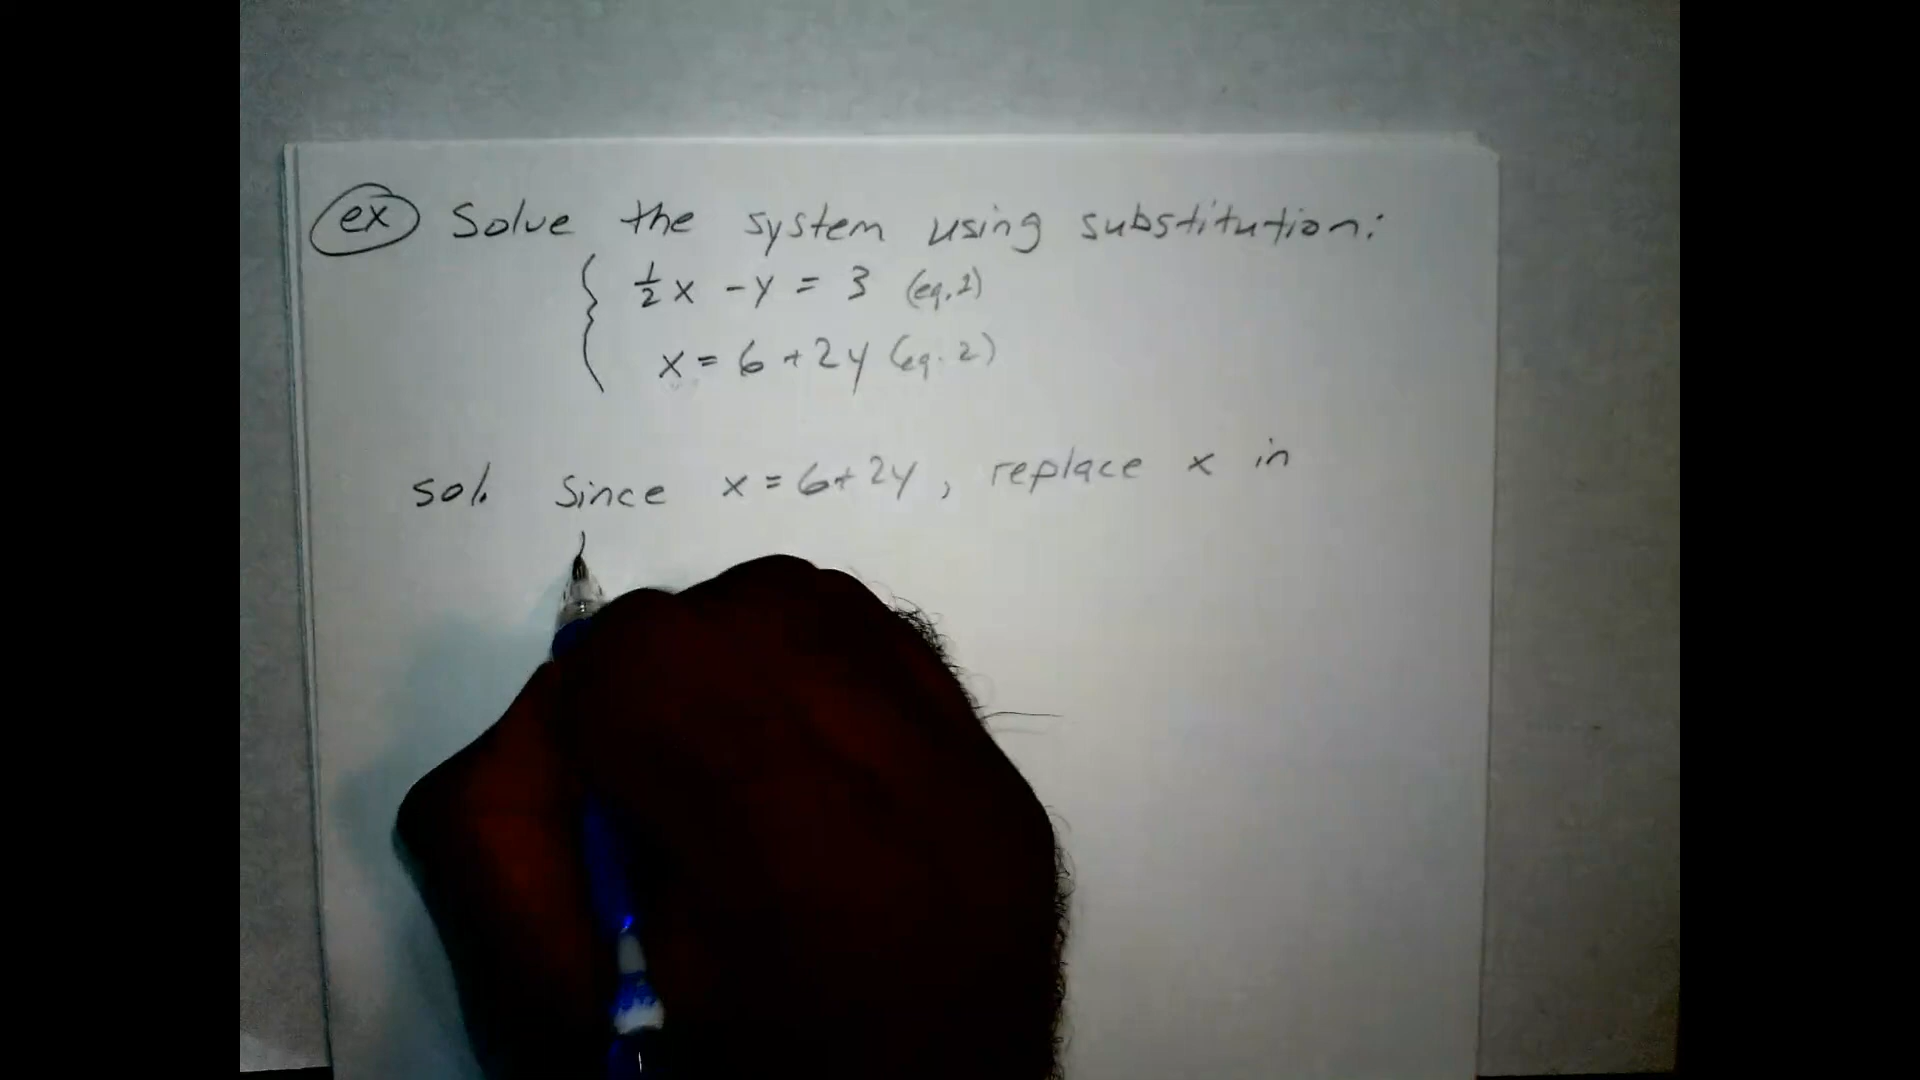 ex Solve the system using substitution:
½x - y = 3 (eq. 1)
x = 6 + 2y (eq. 2)
sol. Since x = 6 + 2y, replace x in